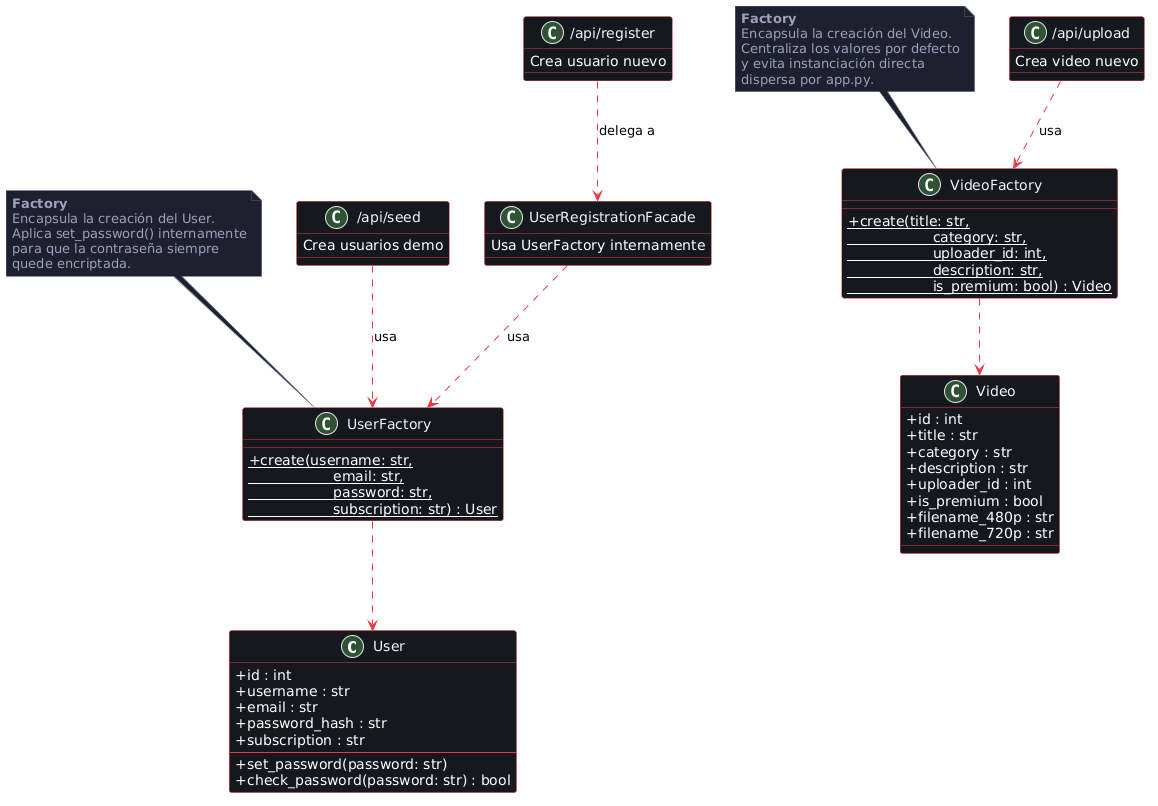 Factory
Encapsula la creación del Video.
Centraliza los valores por defecto
y evita instanciación directa
dispersa por app.py.
C /api/register
Crea usuario nuevo
C /api/upload
Crea video nuevo
delega a
usa
Factory
Encapsula la creación del User.
Aplica set_password() internamente
para que la contraseña siempre
quede encriptada.
C /api/seed
Crea usuarios demo
C UserRegistrationFacade
Usa UserFactory internamente
C VideoFactory
+create(title: str,
category: str,
uploader_id: int,
description: str,
is_premium: bool) : Video
usa
usa
C UserFactory
+create(username: str,
email: str,
password: str,
subscription: str) : User
C Video
+id : int
+title : str
+category : str
+description : str
+uploader_id : int
+is_premium : bool
+filename_480p : str
+filename_720p : str
C User
+id : int
+username : str
+email : str
+password_hash : str
+subscription : str
+set_password(password: str)
+check_password(password: str) : bool